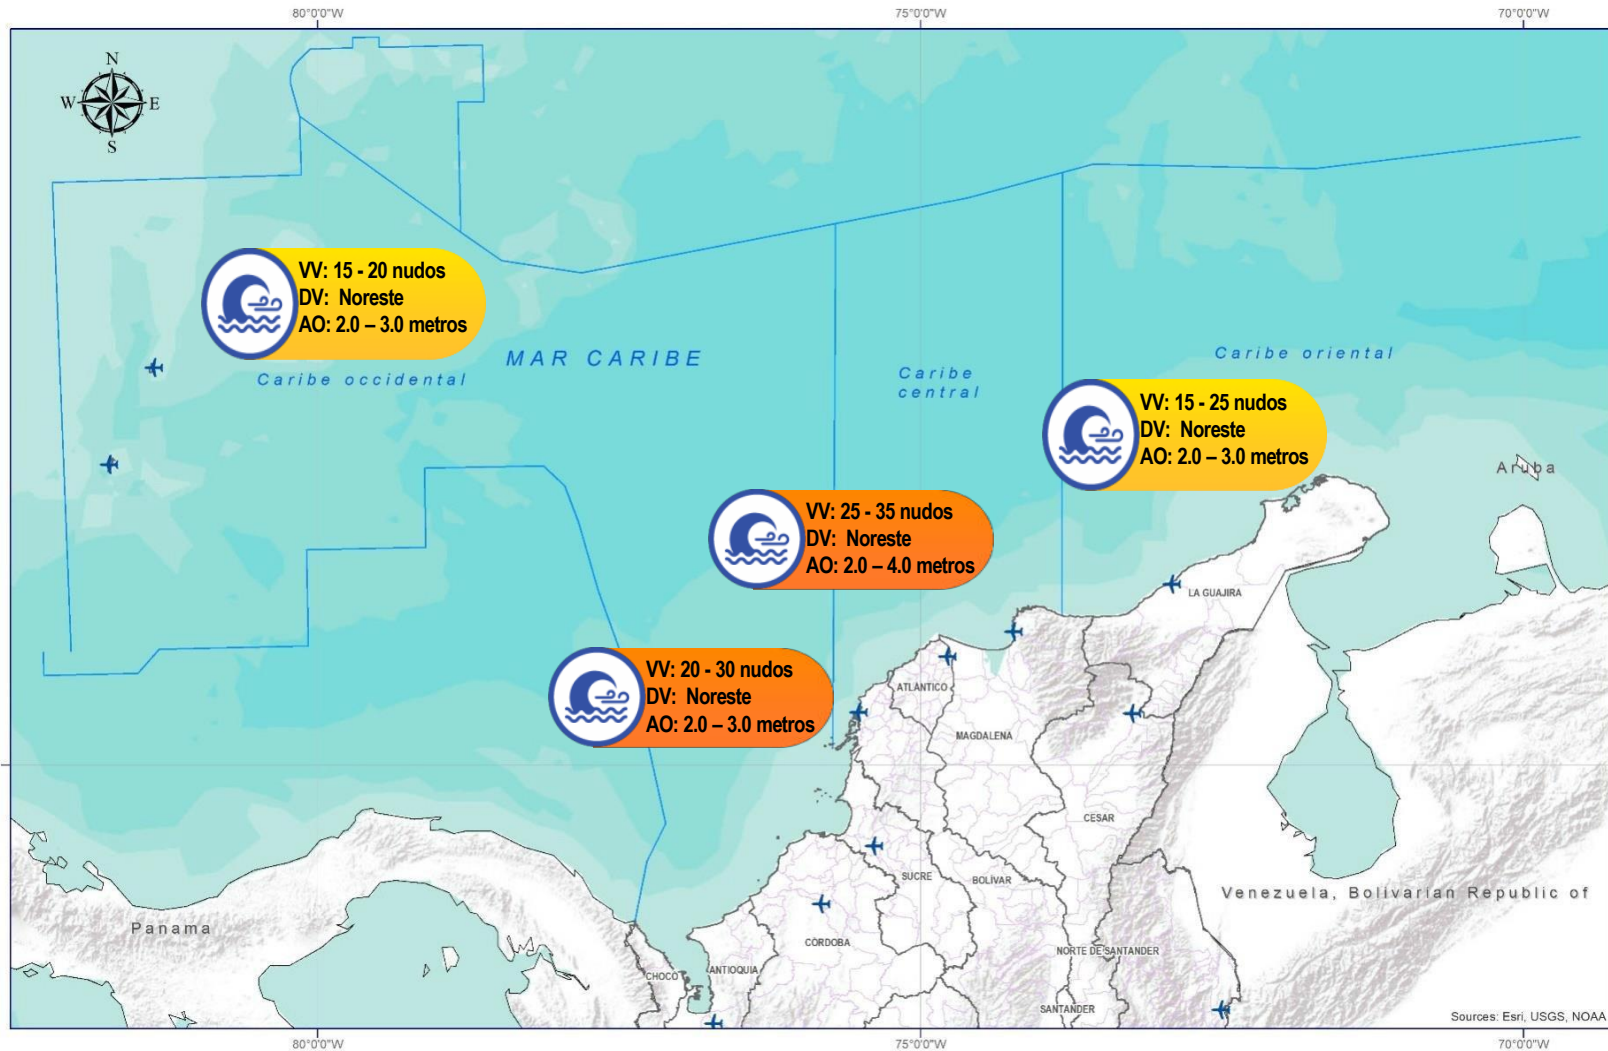 80°0'0"W
75°0'0"W
70°0'0"W
N
W
E
S
VV: 15 - 20 nudos
DV: Noreste
AO: 2.0 – 3.0 metros
MAR CARIBE
Caribe occidental
Caribe
central
Caribe oriental
VV: 15 - 25 nudos
DV: Noreste
AO: 2.0 – 3.0 metros
Aruba
VV: 25 - 35 nudos
DV: Noreste
AO: 2.0 – 4.0 metros
LA GUAJIRA
VV: 20 - 30 nudos
DV: Noreste
AO: 2.0 – 3.0 metros
ATLÁNTICO
MAGDALENA
CESAR
SUCRE
BOLÍVAR
Venezuela, Bolivarian Republic of
Panama
CÓRDOBA
NORTE DE SANTANDER
CHOCÓ
ANTIOQUIA
SANTANDER
Sources: Esri, USGS, NOAA
80°0'0"W
75°0'0"W
70°0'0"W